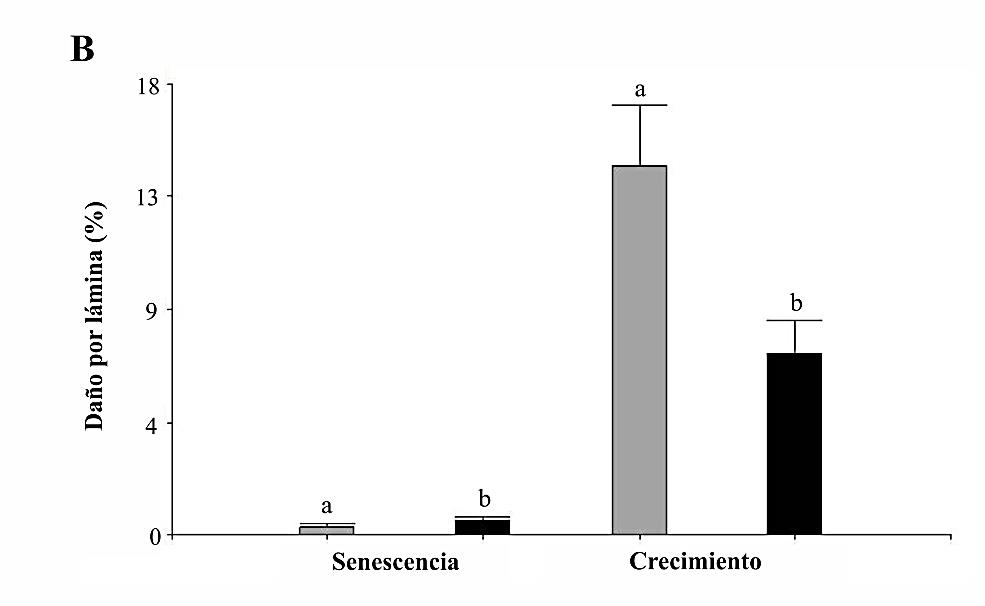 B
Daño por lámina (%)
18
13
9
4
0
a
b
a
b
Senescencia
Crecimiento